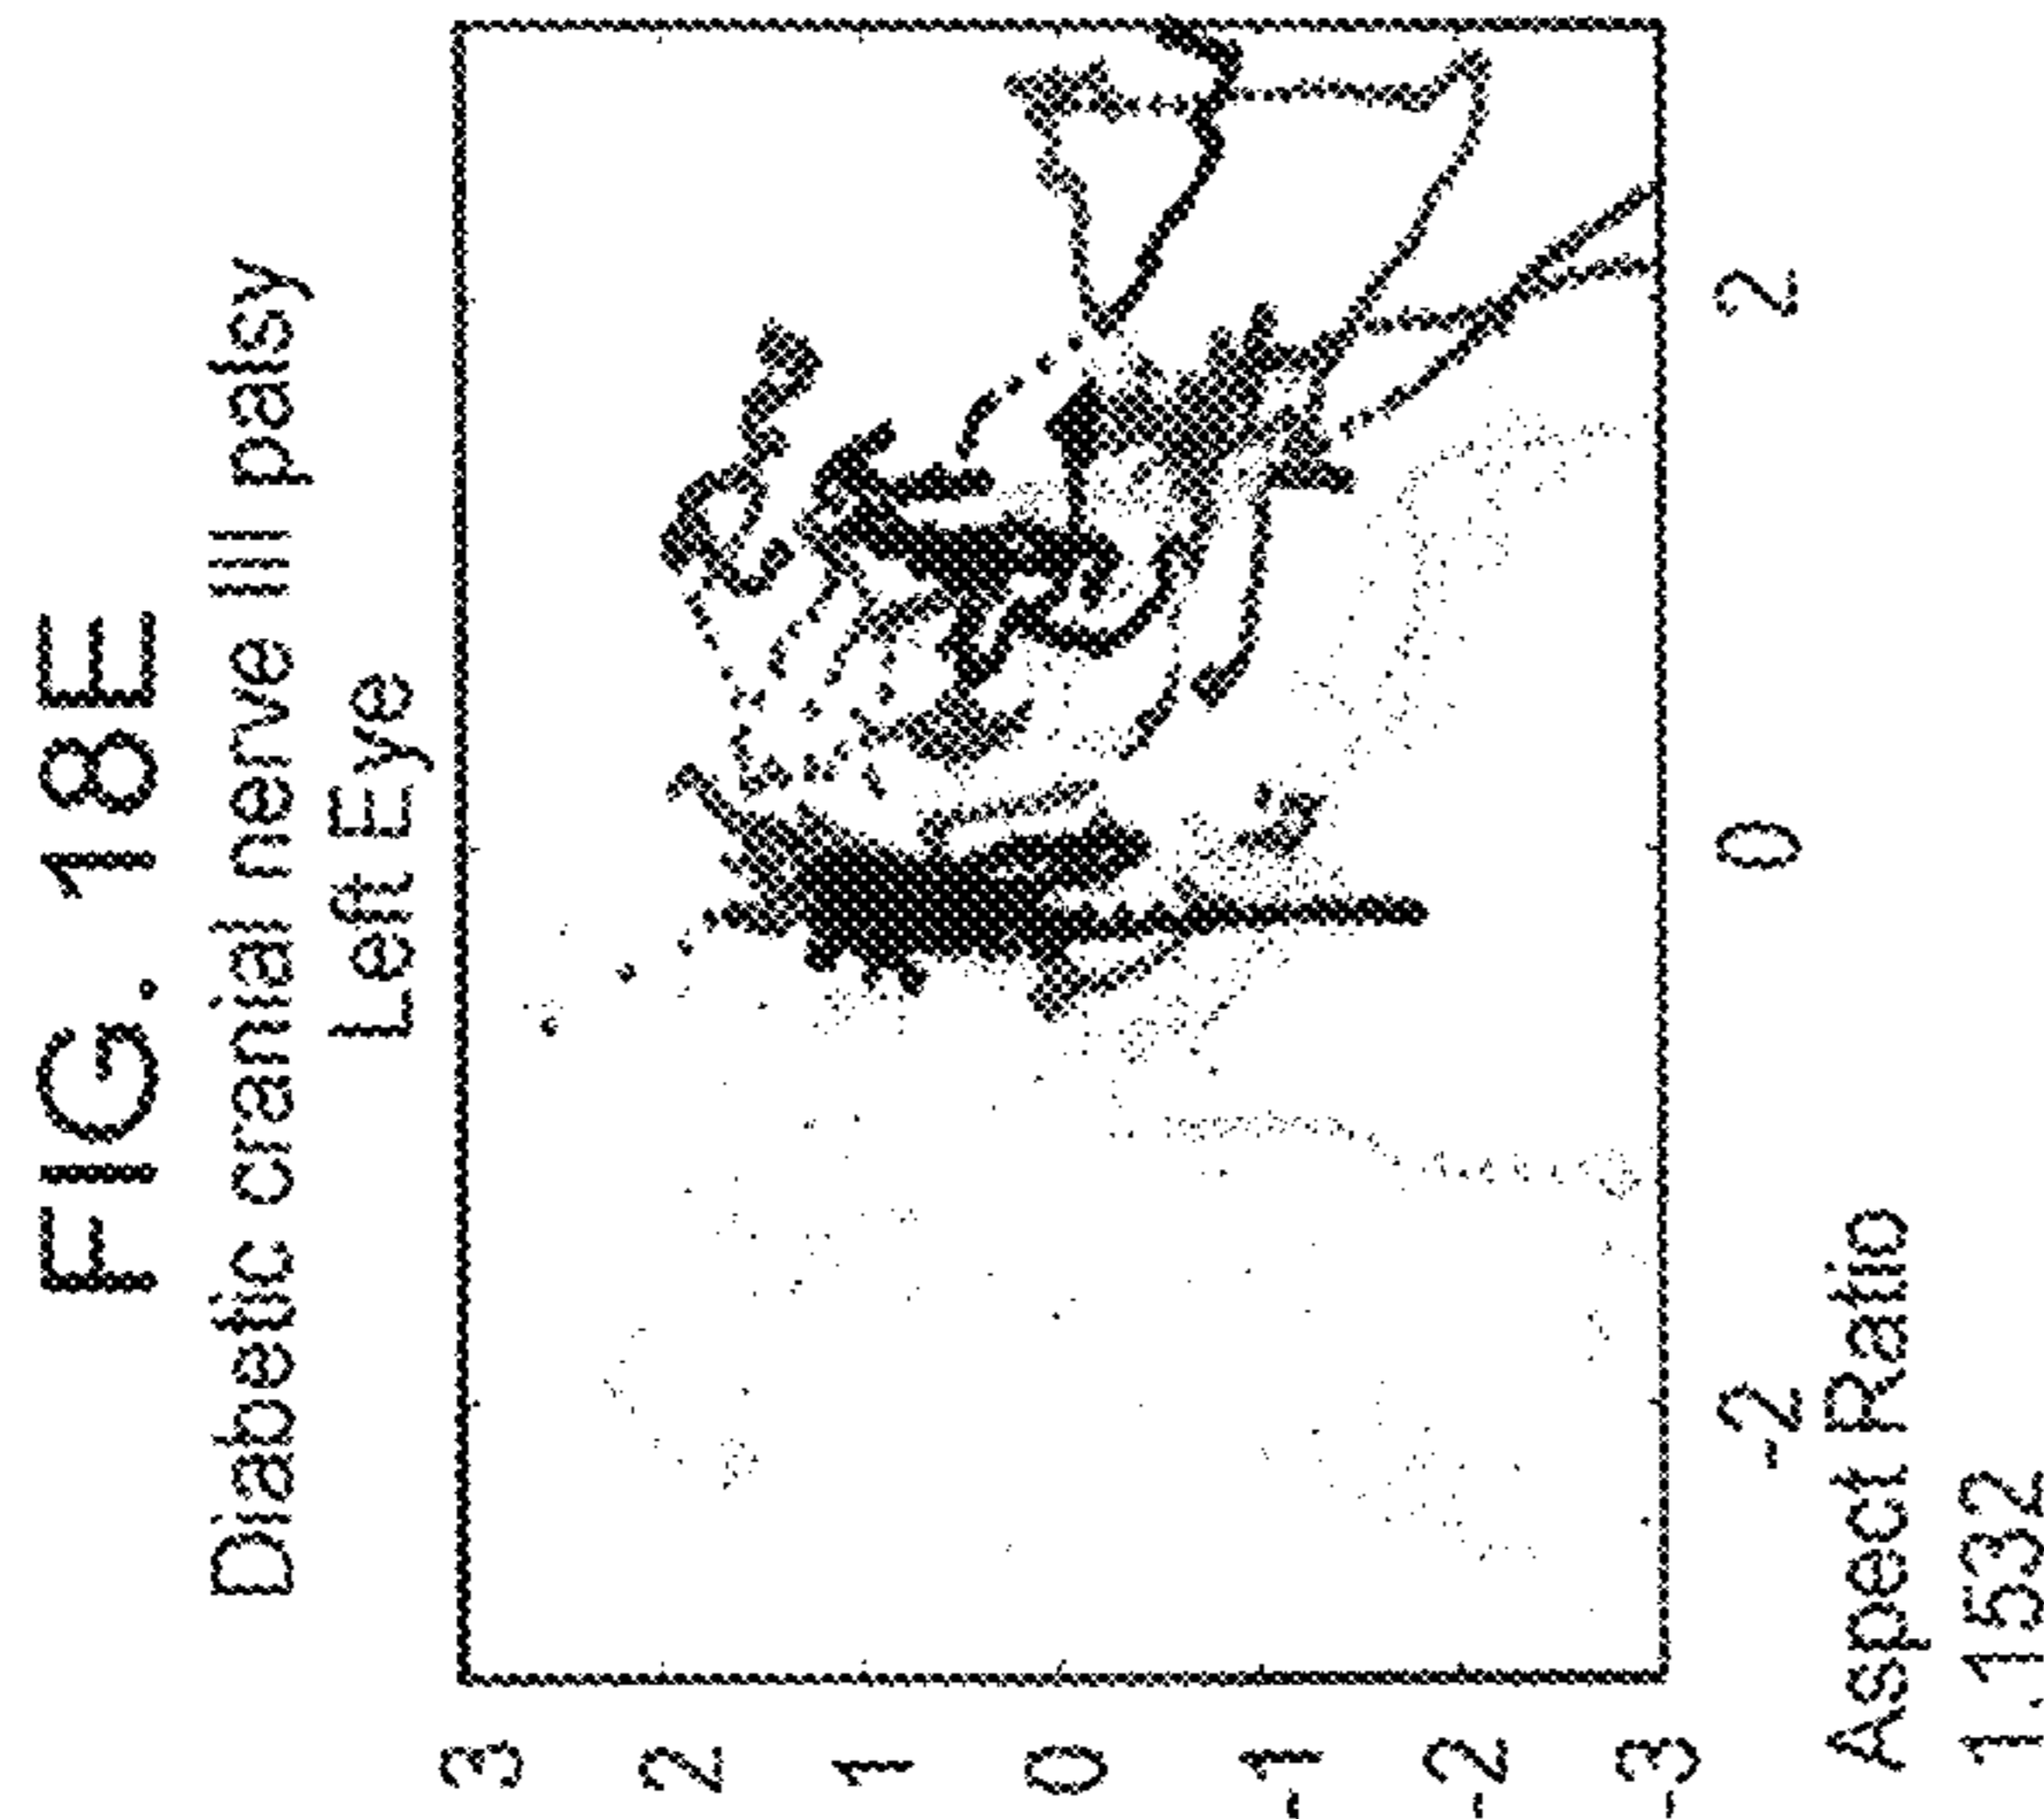 FIG. 18E
Diabetic cranial nerve III palsy
Left Eye
3
2
1
0
-1
-2
-3
-2 0 2
Aspect Ratio
1.1532